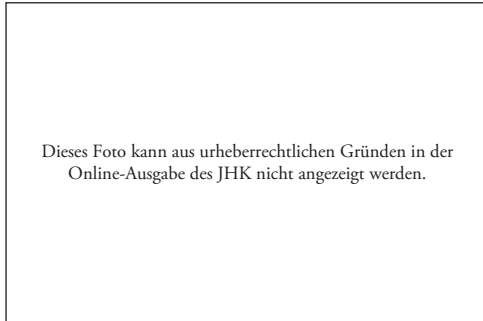 Dieses Foto kann aus urheberrechtlichen Gründen in der
Online-Ausgabe des JHK nicht angezeigt werden.